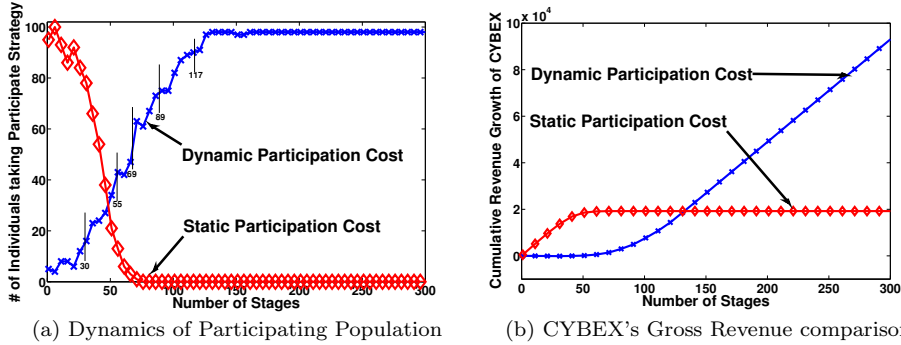 # of Individuals taking Participate Strategy
100
80
60
40
20
0
30
55
69
89
117
Dynamic Participation Cost
Static Participation Cost
0 50 100 150 200 250 300
Number of Stages
(a) Dynamics of Participating Population
Cumulative Revenue Growth of CYBEX
x 10⁴
10
8
6
4
2
0
Dynamic Participation Cost
Static Participation Cost
0 50 100 150 200 250 300
Number of Stages
(b) CYBEX's Gross Revenue compariso